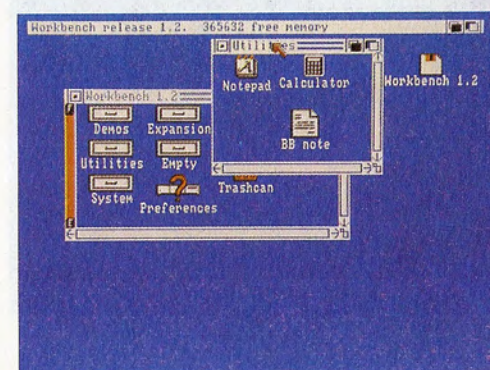 Workbench release 1.2. 365632 free memory
Utilities
Notepad Calculator
BB note
Workbench 1.2
Workbench 1.2
Demos Expansion
Utilities Empty
System Preferences Trashcan